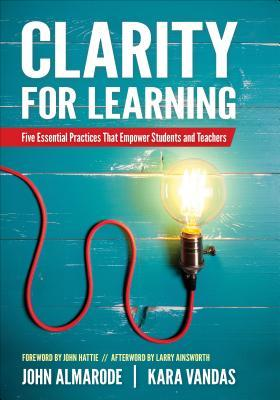 CLARITY
FOR LEARNING
Five Essential Practices That Empower Students and Teachers
FOREWORD BY JOHN HATTIE // AFTERWORD BY LARRY AINSWORTH
JOHN ALMARODE | KARA VANDAS